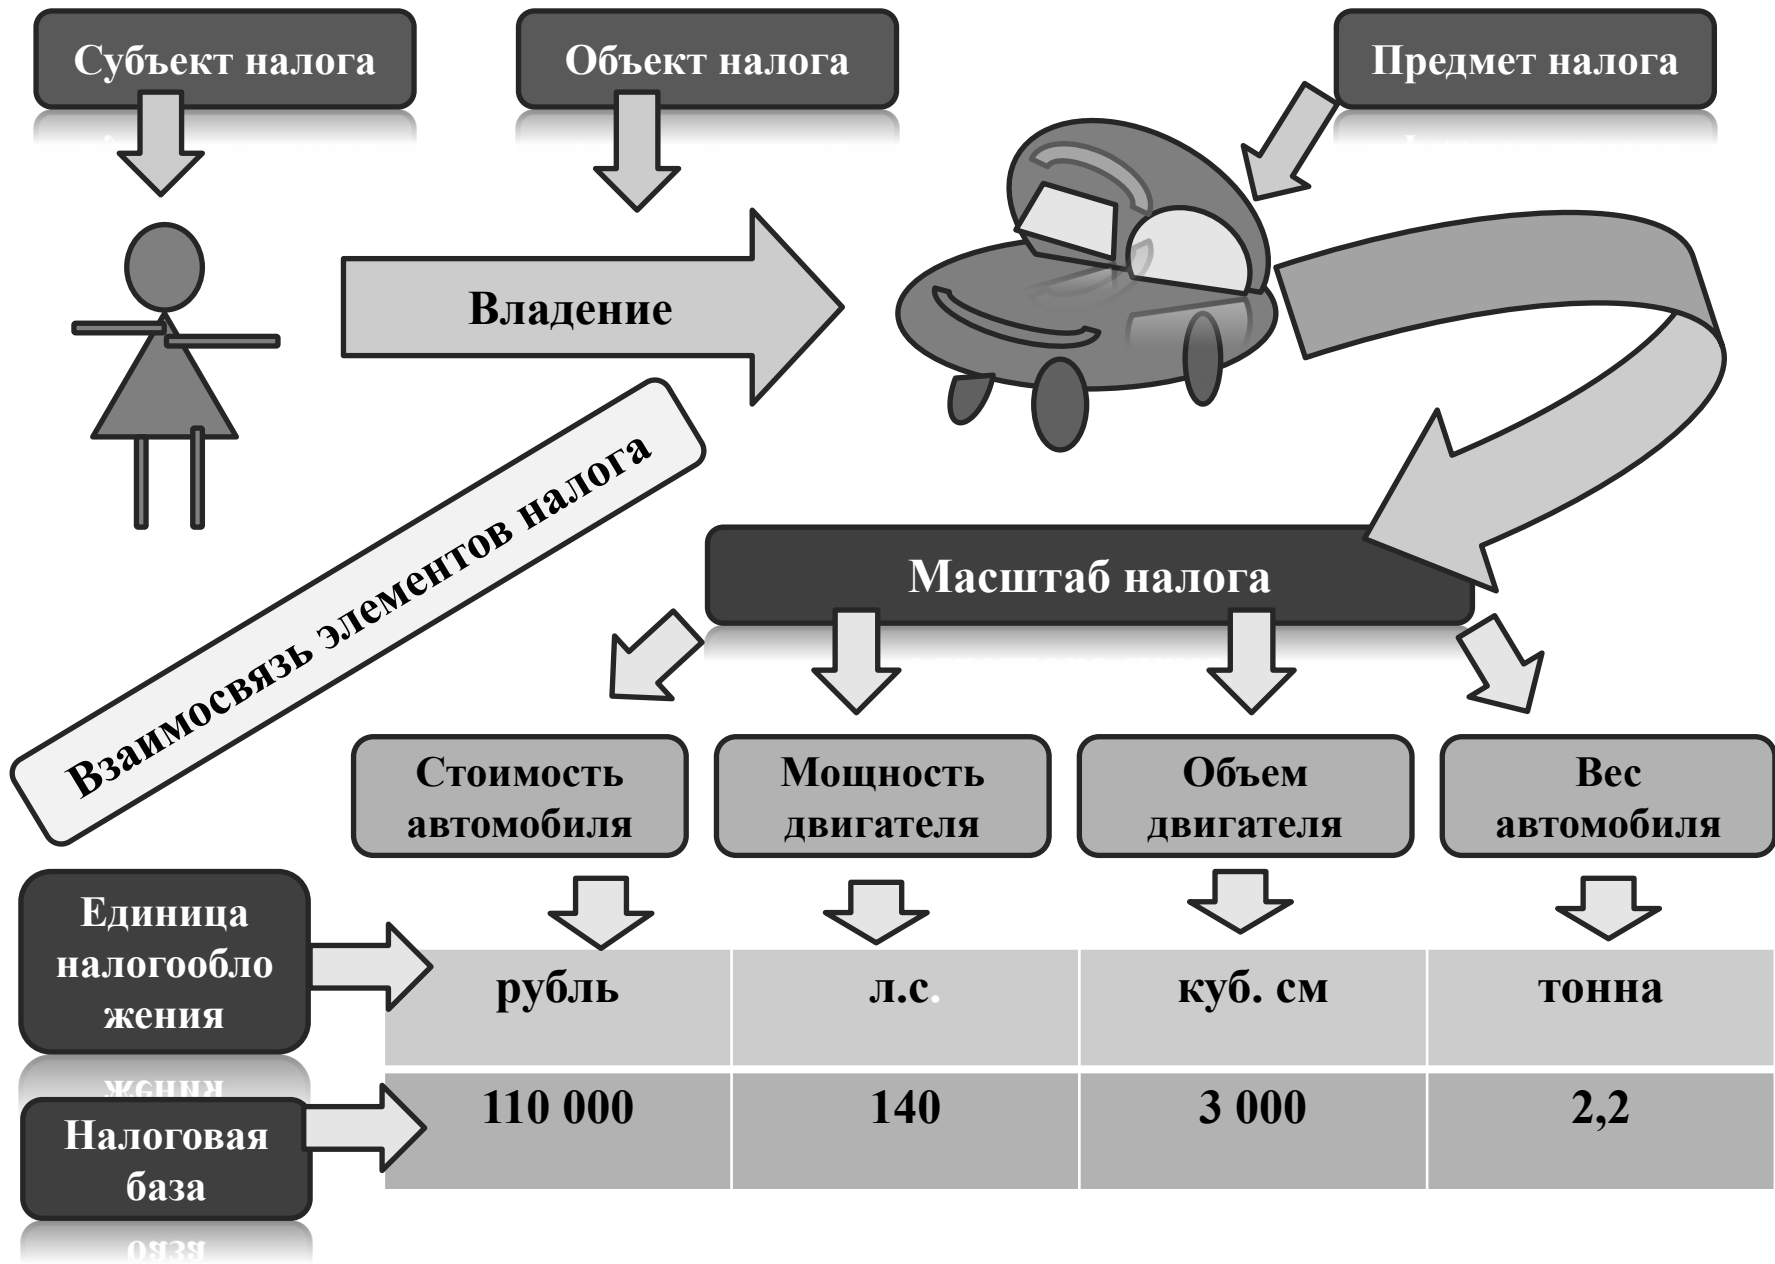 Субъект налога
Объект налога
Предмет налога
Владение
Взаимосвязь элементов налога
Масштаб налога
Стоимость
автомобиля
Мощность
двигателя
Объем
двигателя
Вес
автомобиля
Единица
налогообло
жения
рубль
л.с.
куб. см
тонна
Налоговая
база
110 000
140
3 000
2,2